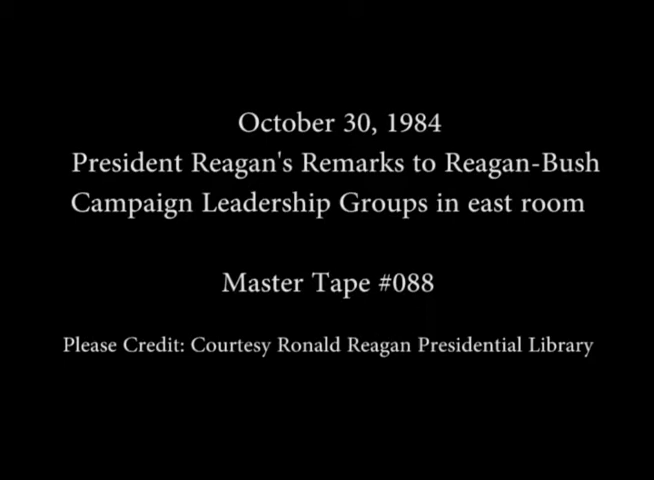 October 30, 1984
President Reagan's Remarks to Reagan-Bush
Campaign Leadership Groups in east room
Master Tape #088
Please Credit: Courtesy Ronald Reagan Presidential Library